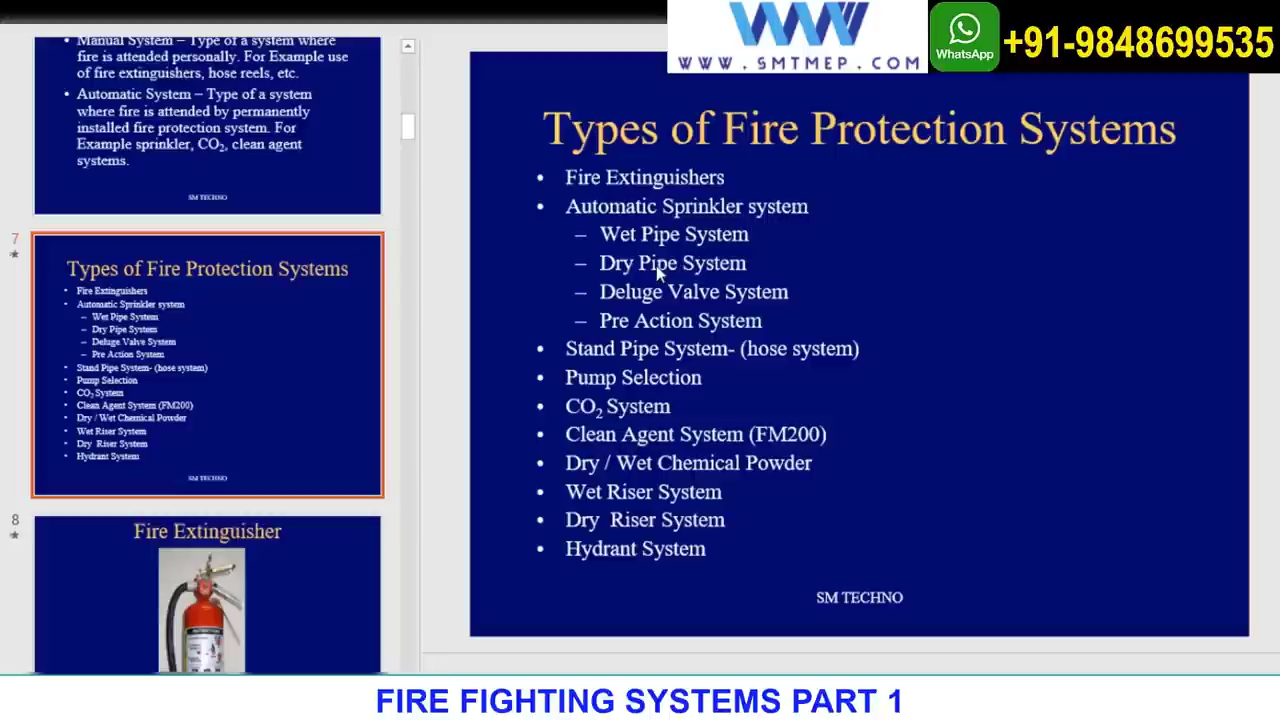 WWW.SMTMEP.COM
WhatsApp
+91-9848699535
• Manual System – Type of a system where
fire is attended personally. For Example use
of fire extinguishers, hose reels, etc.
• Automatic System – Type of a system
where fire is attended by permanently
installed fire protection system. For
Example sprinkler, CO₂, clean agent
systems.
SM TECHNO
7
Types of Fire Protection Systems
• Fire Extinguishers
• Automatic Sprinkler system
– Wet Pipe System
– Dry Pipe System
– Deluge Valve System
– Pre Action System
• Stand Pipe System- (hose system)
• Pump Selection
• CO₂ System
• Clean Agent System (FM200)
• Dry / Wet Chemical Powder
• Wet Riser System
• Dry Riser System
• Hydrant System
SM TECHNO
8
Fire Extinguisher
Types of Fire Protection Systems
• Fire Extinguishers
• Automatic Sprinkler system
– Wet Pipe System
– Dry Pipe System
– Deluge Valve System
– Pre Action System
• Stand Pipe System- (hose system)
• Pump Selection
• CO₂ System
• Clean Agent System (FM200)
• Dry / Wet Chemical Powder
• Wet Riser System
• Dry Riser System
• Hydrant System
SM TECHNO
FIRE FIGHTING SYSTEMS PART 1